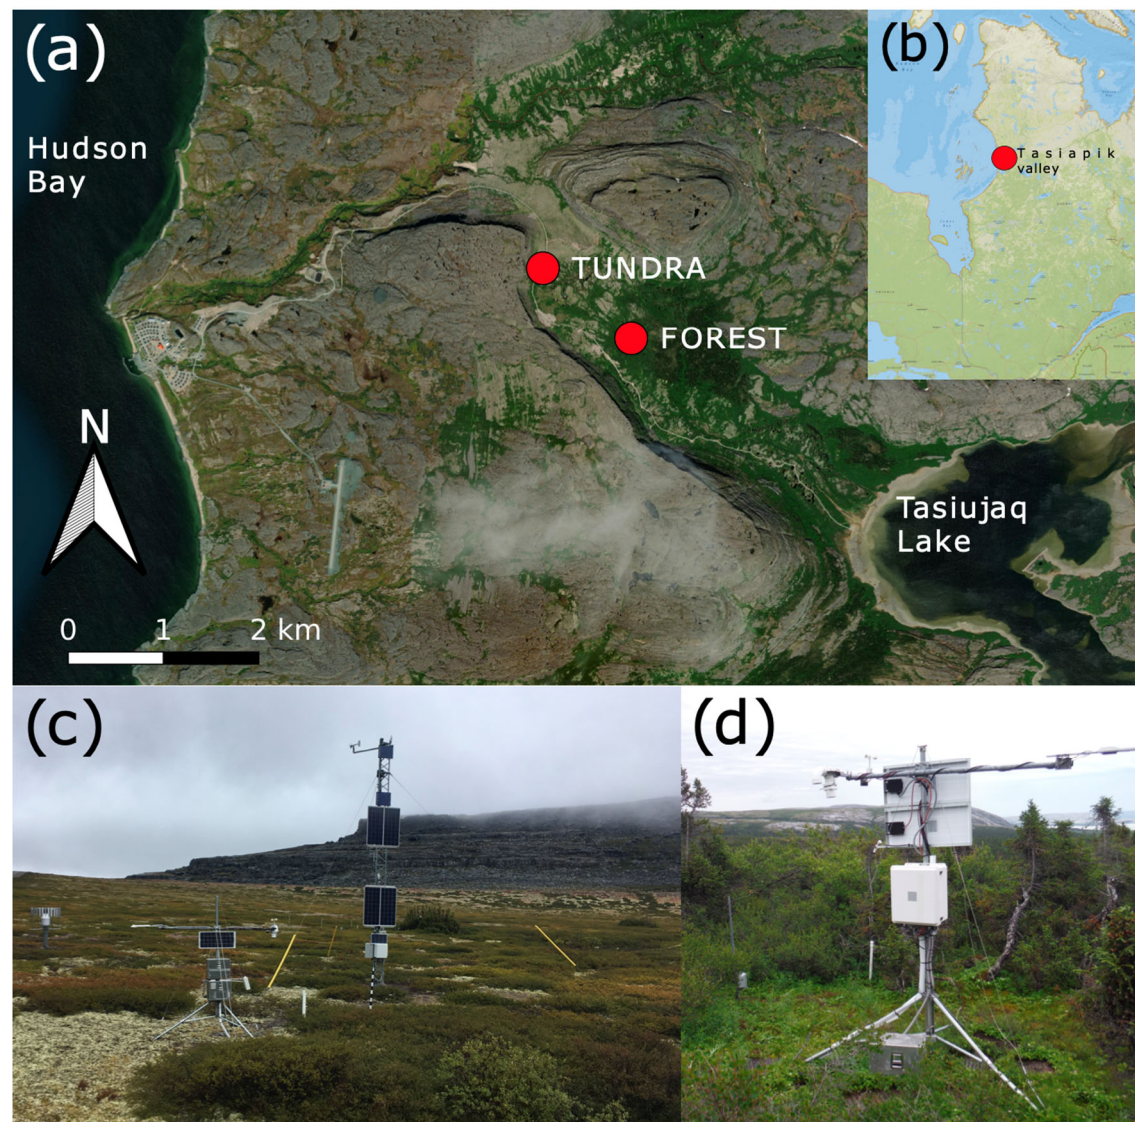 (a)
Hudson
Bay
TUNDRA
FOREST
Tasiujaq
Lake
N
0 1 2 km
(b)
Tasiapik
valley
(c)
(d)